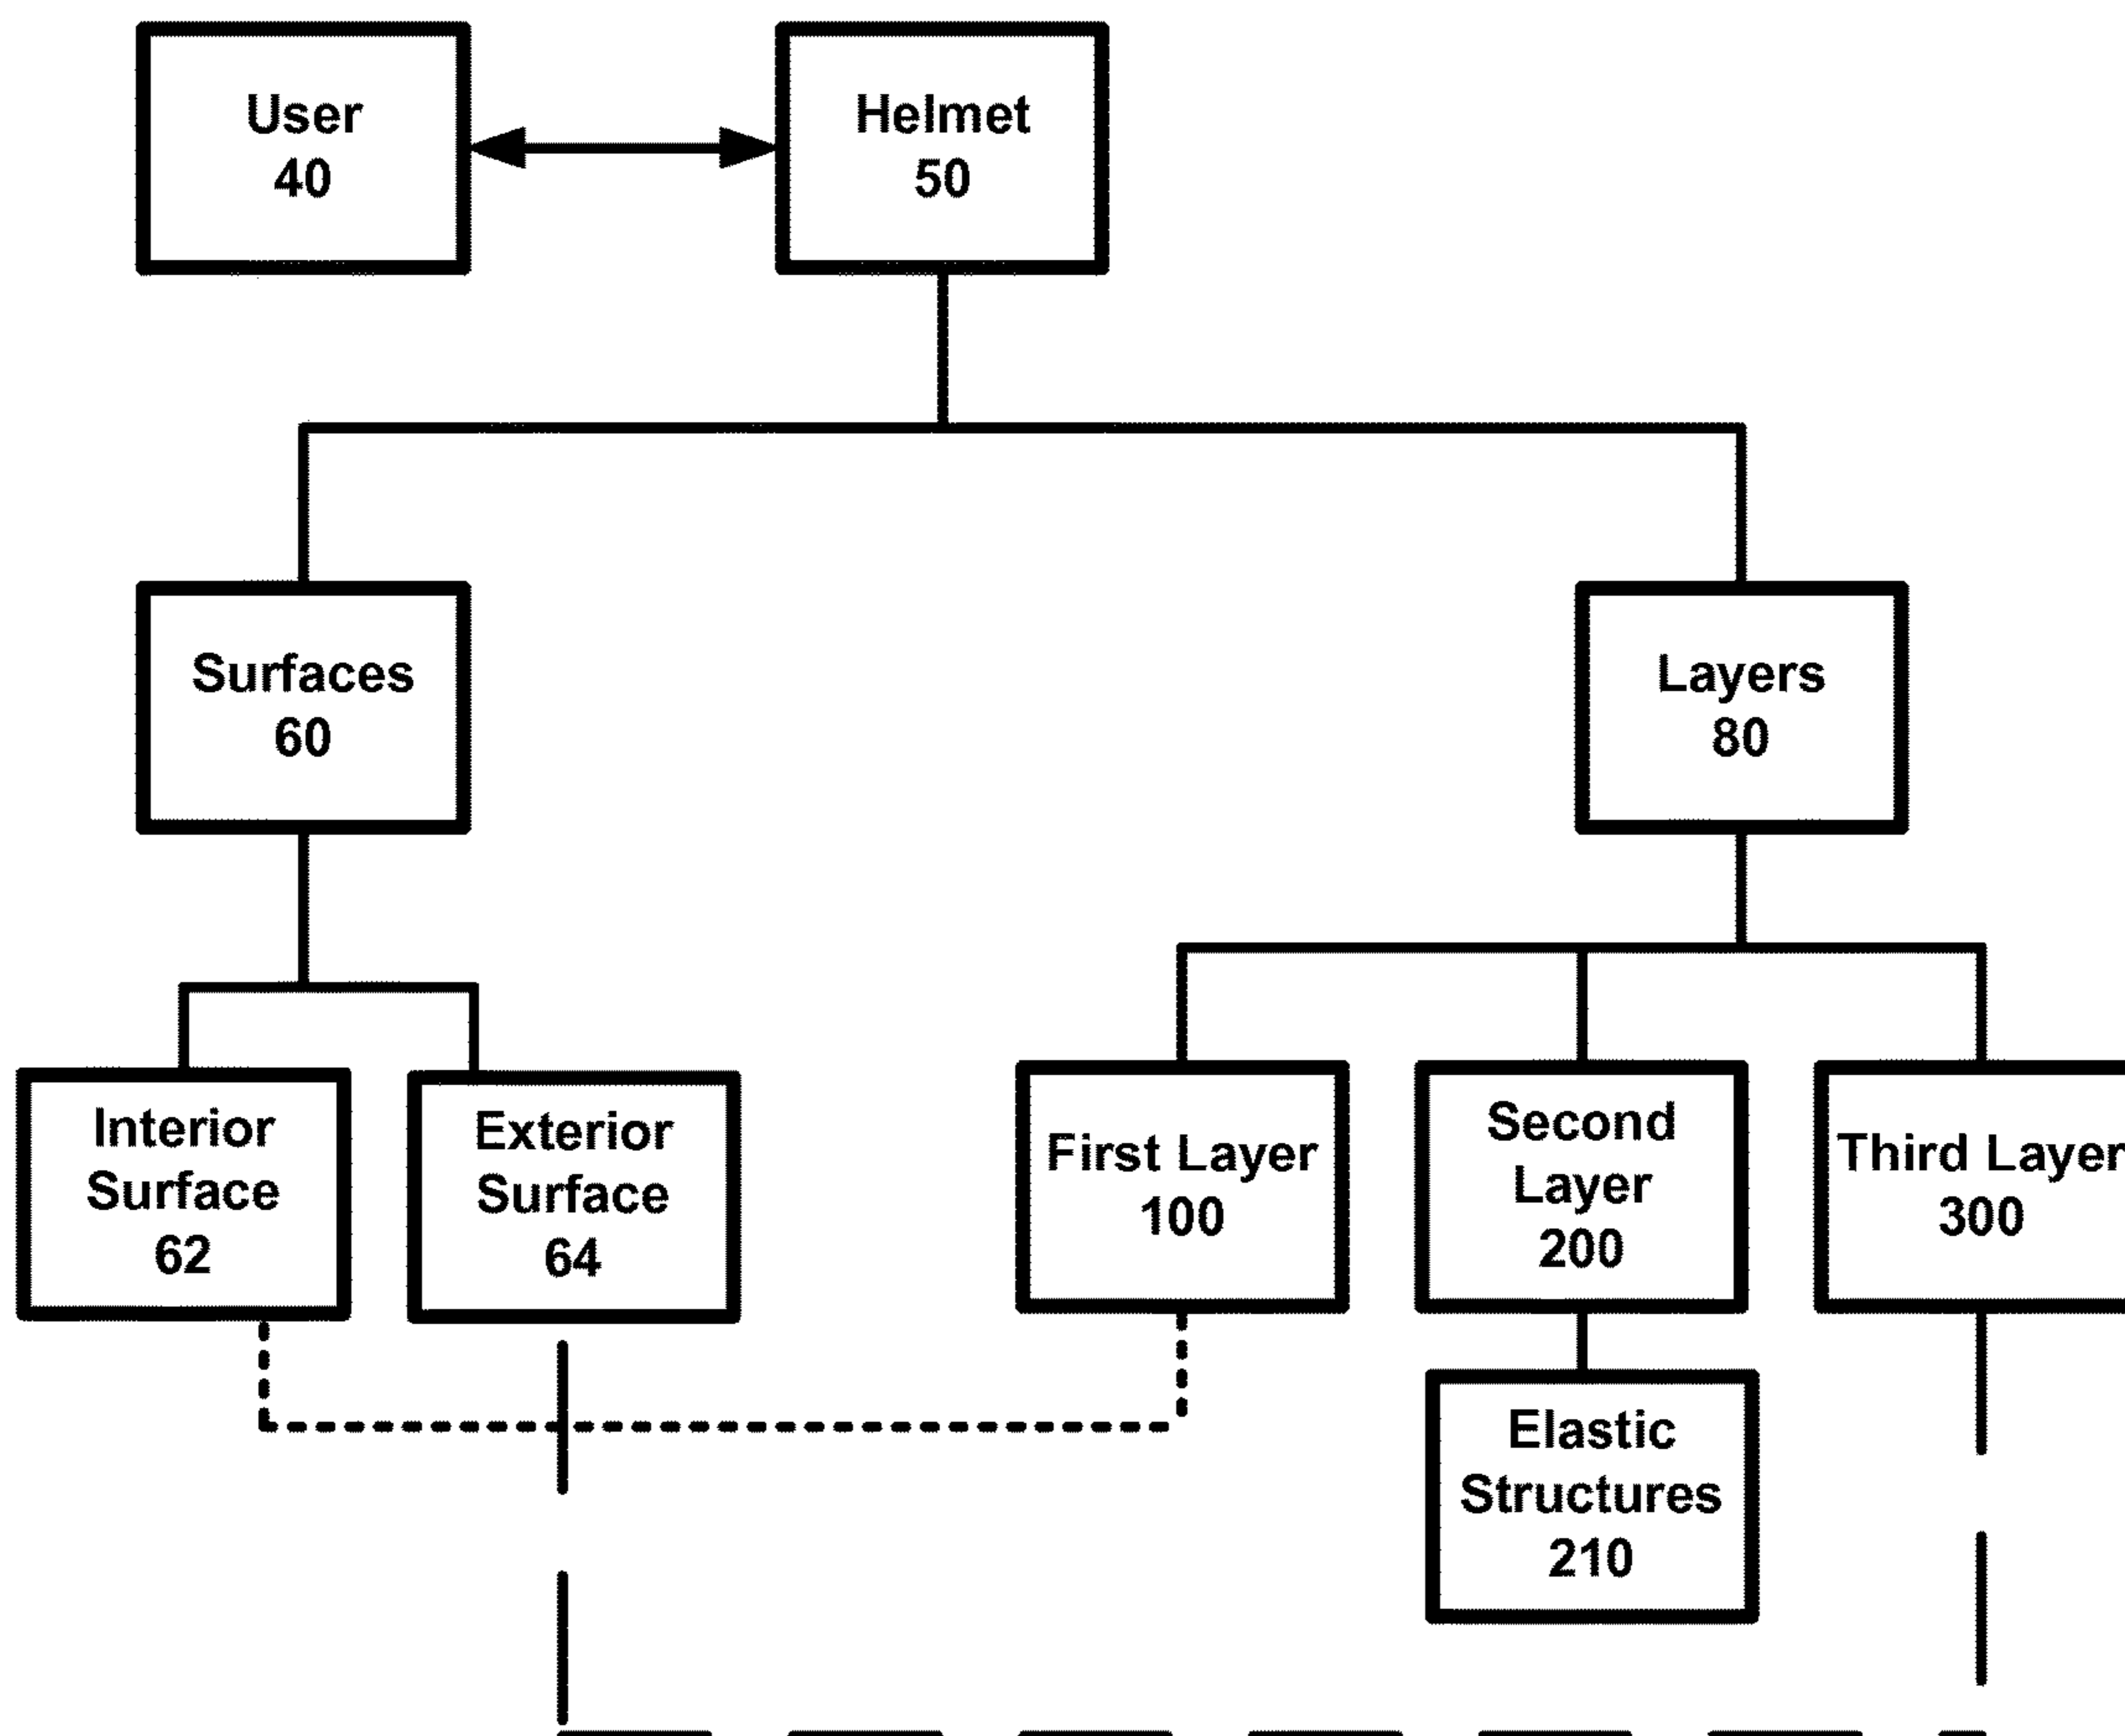 User
40
Helmet
50
Surfaces
60
Layers
80
Interior
Surface
62
Exterior
Surface
64
First Layer
100
Second
Layer
200
Third Layer
300
Elastic
Structures
210